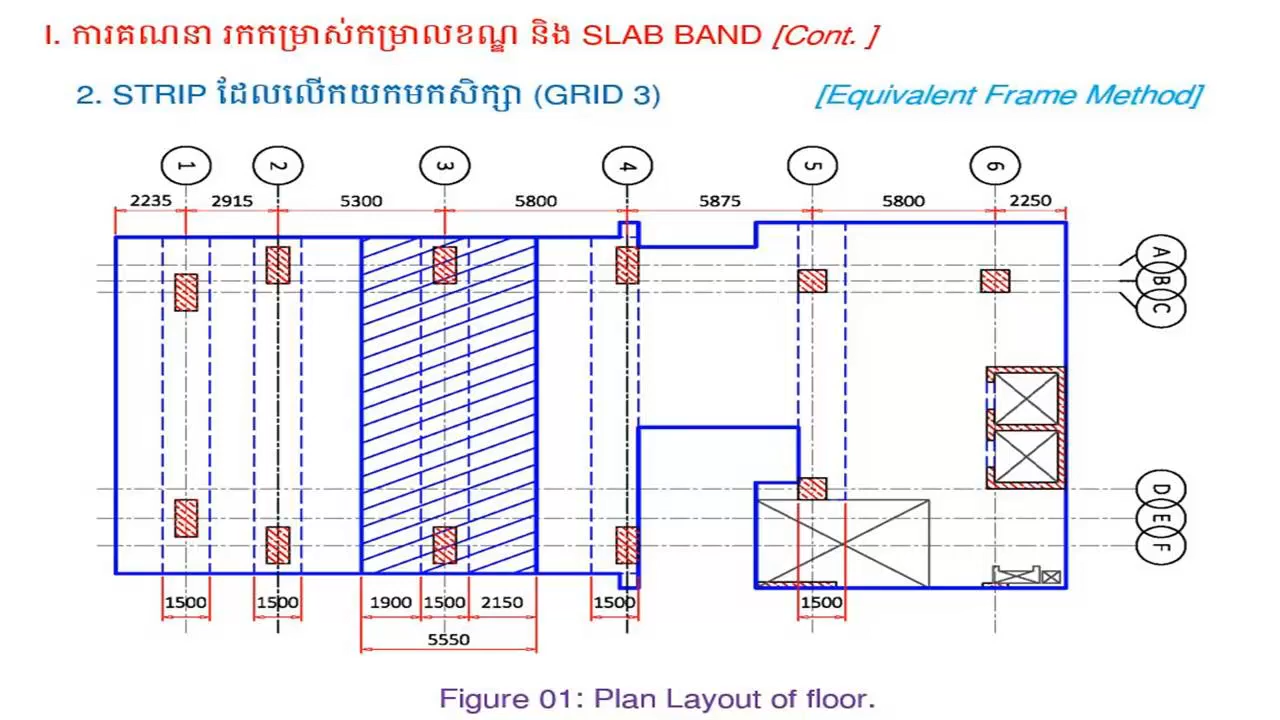 I. ការគណនា រកកម្រាស់កម្រាលខណ្ឌ និង SLAB BAND [Cont. ]
2. STRIP ដែលលើកយកមកសិក្សា (GRID 3) [Equivalent Frame Method]
1 2 3 4 5 6
2235 2915 5300 5800 5875 5800 2250
A
B
C
D
E
F
1500 1500 1900 1500 2150 1500 1500
5550
Figure 01: Plan Layout of floor.